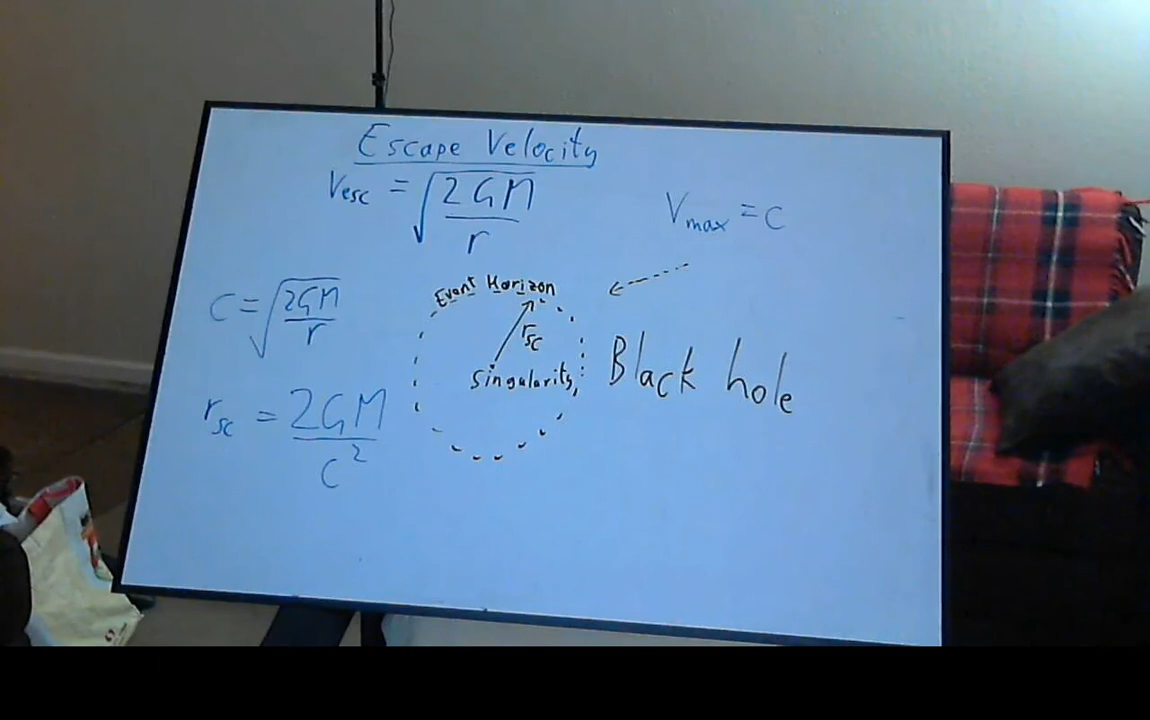 Escape Velocity
Vesc = √(2GM/r)
Vmax = c
c = √(2GM/r)
rsc = 2GM/c²
Event Horizon
rsc
Singularity
Black hole